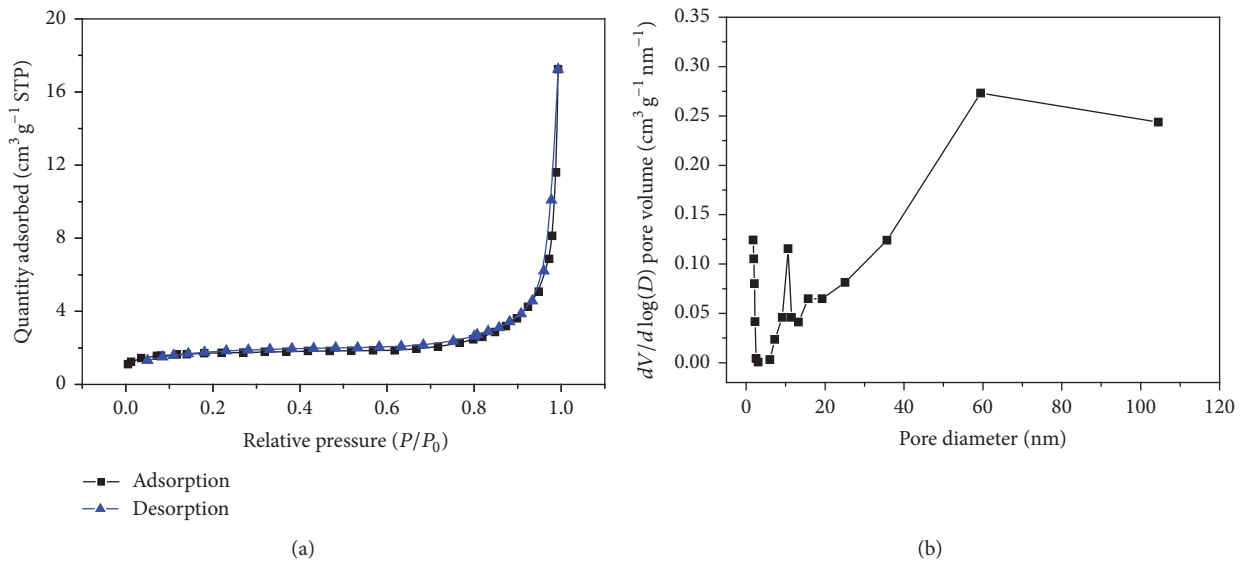 20
16
12
8
4
0
Quantity adsorbed (cm³ g⁻¹ STP)
0.0 0.2 0.4 0.6 0.8 1.0
Relative pressure (P/P₀)
Adsorption
Desorption
(a)
0.35
0.30
0.25
0.20
0.15
0.10
0.05
0.00
dV/d log(D) pore volume (cm³ g⁻¹ nm⁻¹)
0 20 40 60 80 100 120
Pore diameter (nm)
(b)